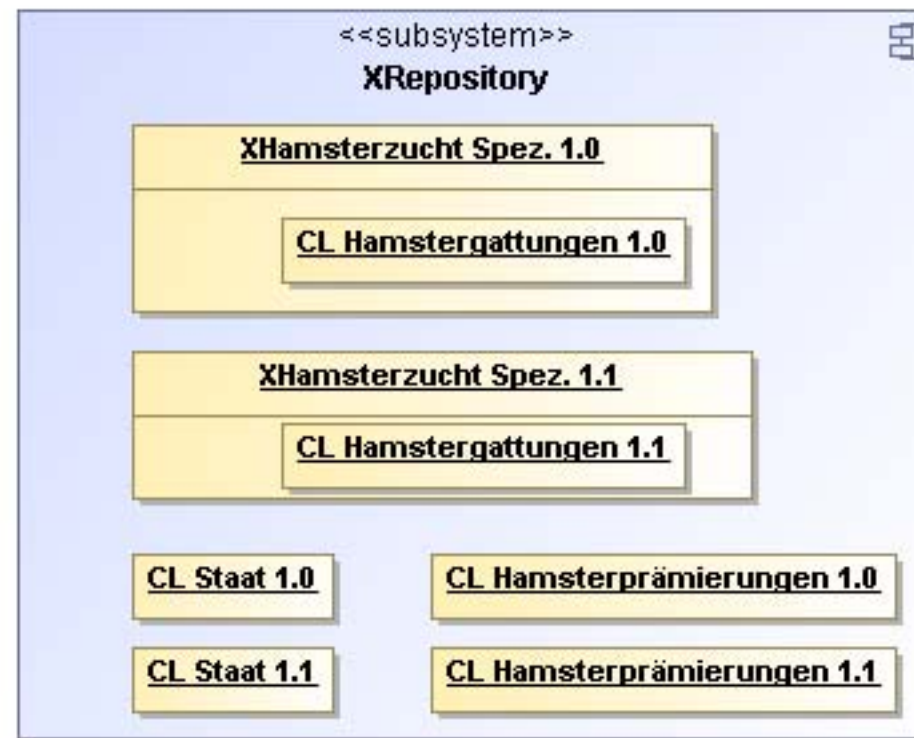 <<subsystem>>
XRepository
XHamsterzucht Spez. 1.0
CL Hamstergattungen 1.0
XHamsterzucht Spez. 1.1
CL Hamstergattungen 1.1
CL Staat 1.0
CL Hamsterprämierungen 1.0
CL Staat 1.1
CL Hamsterprämierungen 1.1